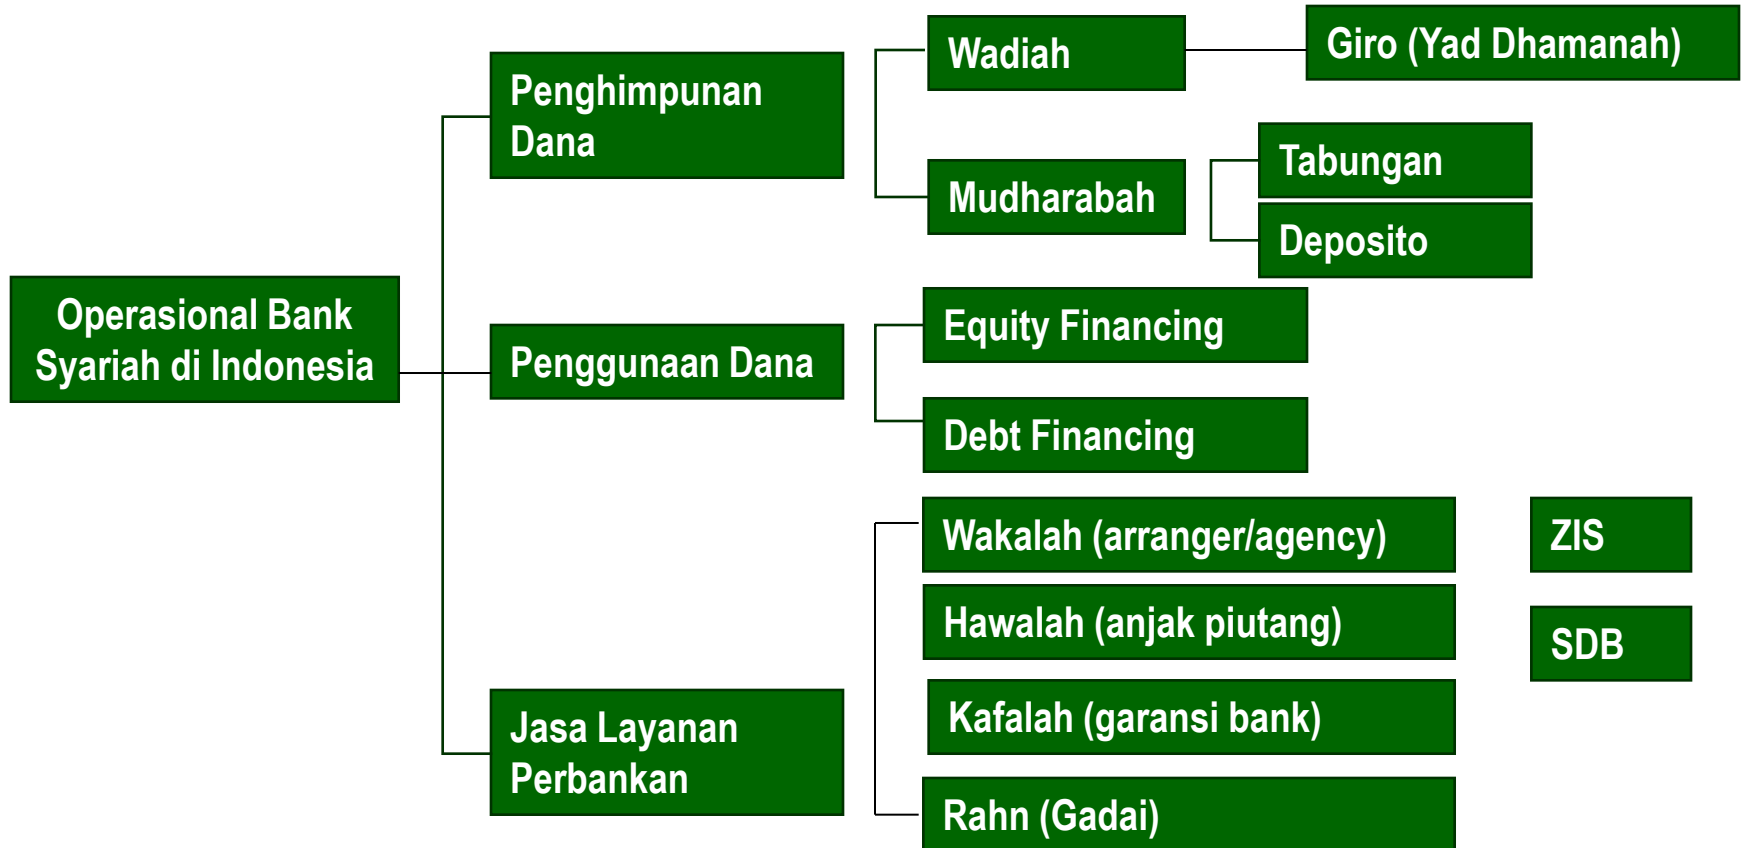 Operasional Bank
Syariah di Indonesia
Penghimpunan
Dana
Wadiah
Giro (Yad Dhamanah)
Mudharabah
Tabungan
Deposito
Penggunaan Dana
Equity Financing
Debt Financing
Jasa Layanan
Perbankan
Wakalah (arranger/agency)
Hawalah (anjak piutang)
Kafalah (garansi bank)
Rahn (Gadai)
ZIS
SDB